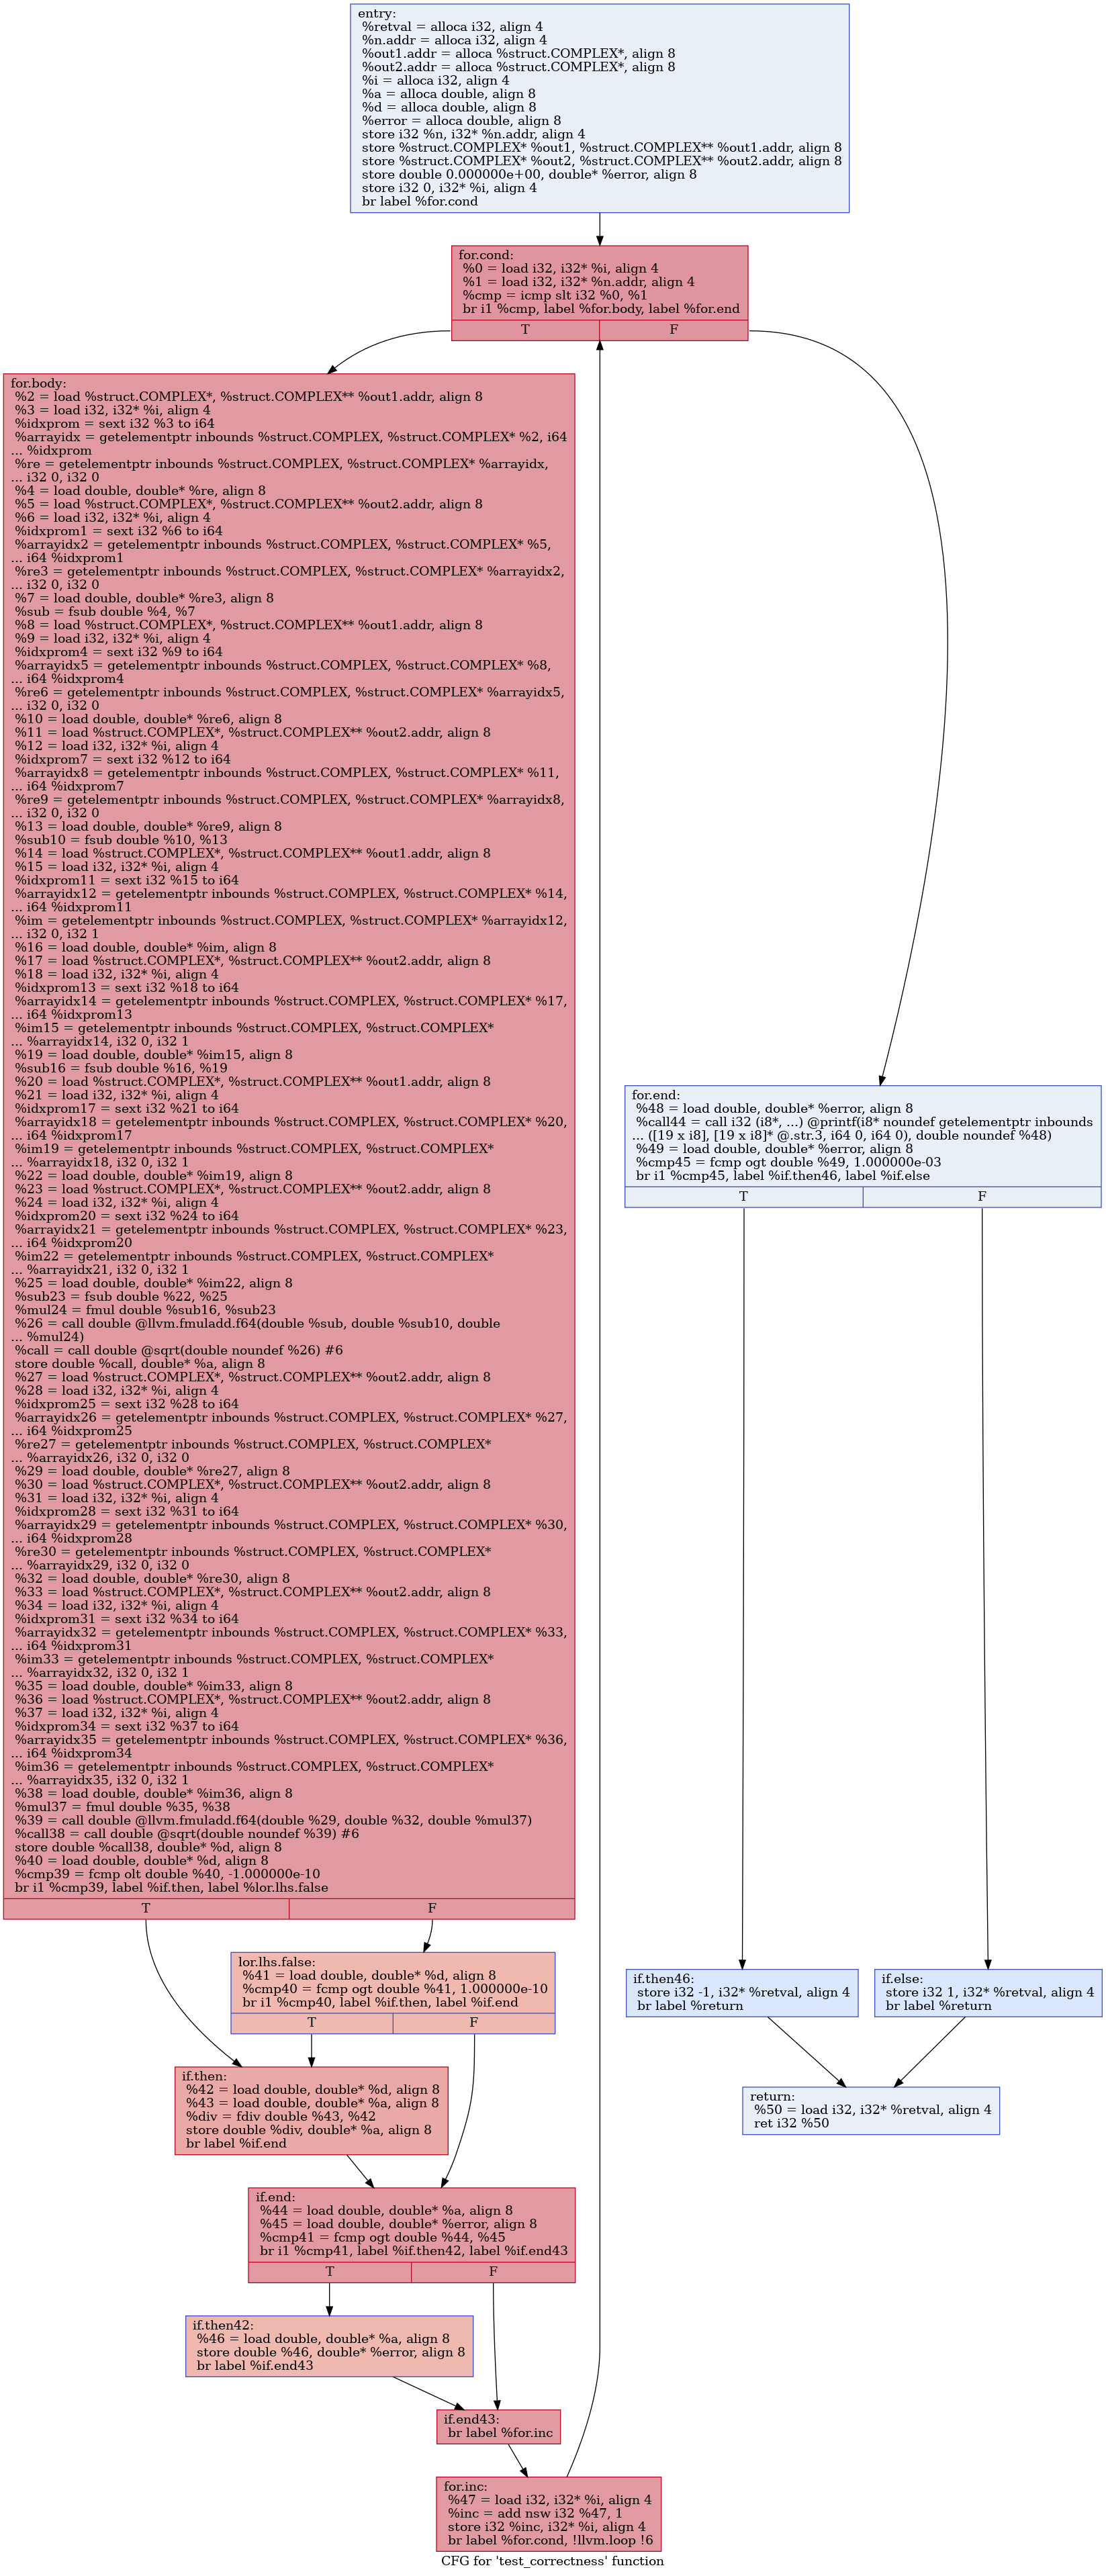 entry:
%retval = alloca i32, align 4
%n.addr = alloca i32, align 4
%out1.addr = alloca %struct.COMPLEX*, align 8
%out2.addr = alloca %struct.COMPLEX*, align 8
%i = alloca i32, align 4
%a = alloca double, align 8
%d = alloca double, align 8
%error = alloca double, align 8
store i32 %n, i32* %n.addr, align 4
store %struct.COMPLEX* %out1, %struct.COMPLEX** %out1.addr, align 8
store %struct.COMPLEX* %out2, %struct.COMPLEX** %out2.addr, align 8
store double 0.000000e+00, double* %error, align 8
store i32 0, i32* %i, align 4
br label %for.cond
for.cond:
%0 = load i32, i32* %i, align 4
%1 = load i32, i32* %n.addr, align 4
%cmp = icmp slt i32 %0, %1
br i1 %cmp, label %for.body, label %for.end
T F
for.body:
%2 = load %struct.COMPLEX*, %struct.COMPLEX** %out1.addr, align 8
%3 = load i32, i32* %i, align 4
%idxprom = sext i32 %3 to i64
%arrayidx = getelementptr inbounds %struct.COMPLEX, %struct.COMPLEX* %2, i64
... %idxprom
%re = getelementptr inbounds %struct.COMPLEX, %struct.COMPLEX* %arrayidx,
... i32 0, i32 0
%4 = load double, double* %re, align 8
%5 = load %struct.COMPLEX*, %struct.COMPLEX** %out2.addr, align 8
%6 = load i32, i32* %i, align 4
%idxprom1 = sext i32 %6 to i64
%arrayidx2 = getelementptr inbounds %struct.COMPLEX, %struct.COMPLEX* %5,
... i64 %idxprom1
%re3 = getelementptr inbounds %struct.COMPLEX, %struct.COMPLEX* %arrayidx2,
... i32 0, i32 0
%7 = load double, double* %re3, align 8
%sub = fsub double %4, %7
%8 = load %struct.COMPLEX*, %struct.COMPLEX** %out1.addr, align 8
%9 = load i32, i32* %i, align 4
%idxprom4 = sext i32 %9 to i64
%arrayidx5 = getelementptr inbounds %struct.COMPLEX, %struct.COMPLEX* %8,
... i64 %idxprom4
%re6 = getelementptr inbounds %struct.COMPLEX, %struct.COMPLEX* %arrayidx5,
... i32 0, i32 0
%10 = load double, double* %re6, align 8
%11 = load %struct.COMPLEX*, %struct.COMPLEX** %out2.addr, align 8
%12 = load i32, i32* %i, align 4
%idxprom7 = sext i32 %12 to i64
%arrayidx8 = getelementptr inbounds %struct.COMPLEX, %struct.COMPLEX* %11,
... i64 %idxprom7
%re9 = getelementptr inbounds %struct.COMPLEX, %struct.COMPLEX* %arrayidx8,
... i32 0, i32 0
%13 = load double, double* %re9, align 8
%sub10 = fsub double %10, %13
%14 = load %struct.COMPLEX*, %struct.COMPLEX** %out1.addr, align 8
%15 = load i32, i32* %i, align 4
%idxprom11 = sext i32 %15 to i64
%arrayidx12 = getelementptr inbounds %struct.COMPLEX, %struct.COMPLEX* %14,
... i64 %idxprom11
%im = getelementptr inbounds %struct.COMPLEX, %struct.COMPLEX* %arrayidx12,
... i32 0, i32 1
%16 = load double, double* %im, align 8
%17 = load %struct.COMPLEX*, %struct.COMPLEX** %out2.addr, align 8
%18 = load i32, i32* %i, align 4
%idxprom13 = sext i32 %18 to i64
%arrayidx14 = getelementptr inbounds %struct.COMPLEX, %struct.COMPLEX* %17,
... i64 %idxprom13
%im15 = getelementptr inbounds %struct.COMPLEX, %struct.COMPLEX*
... %arrayidx14, i32 0, i32 1
%19 = load double, double* %im15, align 8
%sub16 = fsub double %16, %19
%20 = load %struct.COMPLEX*, %struct.COMPLEX** %out1.addr, align 8
%21 = load i32, i32* %i, align 4
%idxprom17 = sext i32 %21 to i64
%arrayidx18 = getelementptr inbounds %struct.COMPLEX, %struct.COMPLEX* %20,
... i64 %idxprom17
%im19 = getelementptr inbounds %struct.COMPLEX, %struct.COMPLEX*
... %arrayidx18, i32 0, i32 1
%22 = load double, double* %im19, align 8
%23 = load %struct.COMPLEX*, %struct.COMPLEX** %out2.addr, align 8
%24 = load i32, i32* %i, align 4
%idxprom20 = sext i32 %24 to i64
%arrayidx21 = getelementptr inbounds %struct.COMPLEX, %struct.COMPLEX* %23,
... i64 %idxprom20
%im22 = getelementptr inbounds %struct.COMPLEX, %struct.COMPLEX*
... %arrayidx21, i32 0, i32 1
%25 = load double, double* %im22, align 8
%sub23 = fsub double %22, %25
%mul24 = fmul double %sub16, %sub23
%26 = call double @llvm.fmuladd.f64(double %sub, double %sub10, double
... %mul24)
%call = call double @sqrt(double noundef %26) #6
store double %call, double* %a, align 8
%27 = load %struct.COMPLEX*, %struct.COMPLEX** %out2.addr, align 8
%28 = load i32, i32* %i, align 4
%idxprom25 = sext i32 %28 to i64
%arrayidx26 = getelementptr inbounds %struct.COMPLEX, %struct.COMPLEX* %27,
... i64 %idxprom25
%re27 = getelementptr inbounds %struct.COMPLEX, %struct.COMPLEX*
... %arrayidx26, i32 0, i32 0
%29 = load double, double* %re27, align 8
%30 = load %struct.COMPLEX*, %struct.COMPLEX** %out2.addr, align 8
%31 = load i32, i32* %i, align 4
%idxprom28 = sext i32 %31 to i64
%arrayidx29 = getelementptr inbounds %struct.COMPLEX, %struct.COMPLEX* %30,
... i64 %idxprom28
%re30 = getelementptr inbounds %struct.COMPLEX, %struct.COMPLEX*
... %arrayidx29, i32 0, i32 0
%32 = load double, double* %re30, align 8
%33 = load %struct.COMPLEX*, %struct.COMPLEX** %out2.addr, align 8
%34 = load i32, i32* %i, align 4
%idxprom31 = sext i32 %34 to i64
%arrayidx32 = getelementptr inbounds %struct.COMPLEX, %struct.COMPLEX* %33,
... i64 %idxprom31
%im33 = getelementptr inbounds %struct.COMPLEX, %struct.COMPLEX*
... %arrayidx32, i32 0, i32 1
%35 = load double, double* %im33, align 8
%36 = load %struct.COMPLEX*, %struct.COMPLEX** %out2.addr, align 8
%37 = load i32, i32* %i, align 4
%idxprom34 = sext i32 %37 to i64
%arrayidx35 = getelementptr inbounds %struct.COMPLEX, %struct.COMPLEX* %36,
... i64 %idxprom34
%im36 = getelementptr inbounds %struct.COMPLEX, %struct.COMPLEX*
... %arrayidx35, i32 0, i32 1
%38 = load double, double* %im36, align 8
%mul37 = fmul double %35, %38
%39 = call double @llvm.fmuladd.f64(double %29, double %32, double %mul37)
%call38 = call double @sqrt(double noundef %39) #6
store double %call38, double* %d, align 8
%40 = load double, double* %d, align 8
%cmp39 = fcmp olt double %40, -1.000000e-10
br i1 %cmp39, label %if.then, label %lor.lhs.false
T F
for.end:
%48 = load double, double* %error, align 8
%call44 = call i32 (i8*, ...) @printf(i8* noundef getelementptr inbounds
... ([19 x i8], [19 x i8]* @.str.3, i64 0, i64 0), double noundef %48)
%49 = load double, double* %error, align 8
%cmp45 = fcmp ogt double %49, 1.000000e-03
br i1 %cmp45, label %if.then46, label %if.else
T F
lor.lhs.false:
%41 = load double, double* %d, align 8
%cmp40 = fcmp ogt double %41, 1.000000e-10
br i1 %cmp40, label %if.then, label %if.end
T F
if.then46:
store i32 -1, i32* %retval, align 4
br label %return
if.else:
store i32 1, i32* %retval, align 4
br label %return
if.then:
%42 = load double, double* %d, align 8
%43 = load double, double* %a, align 8
%div = fdiv double %43, %42
store double %div, double* %a, align 8
br label %if.end
return:
%50 = load i32, i32* %retval, align 4
ret i32 %50
if.end:
%44 = load double, double* %a, align 8
%45 = load double, double* %error, align 8
%cmp41 = fcmp ogt double %44, %45
br i1 %cmp41, label %if.then42, label %if.end43
T F
if.then42:
%46 = load double, double* %a, align 8
store double %46, double* %error, align 8
br label %if.end43
if.end43:
br label %for.inc
for.inc:
%47 = load i32, i32* %i, align 4
%inc = add nsw i32 %47, 1
store i32 %inc, i32* %i, align 4
br label %for.cond, !llvm.loop !6
CFG for 'test_correctness' function